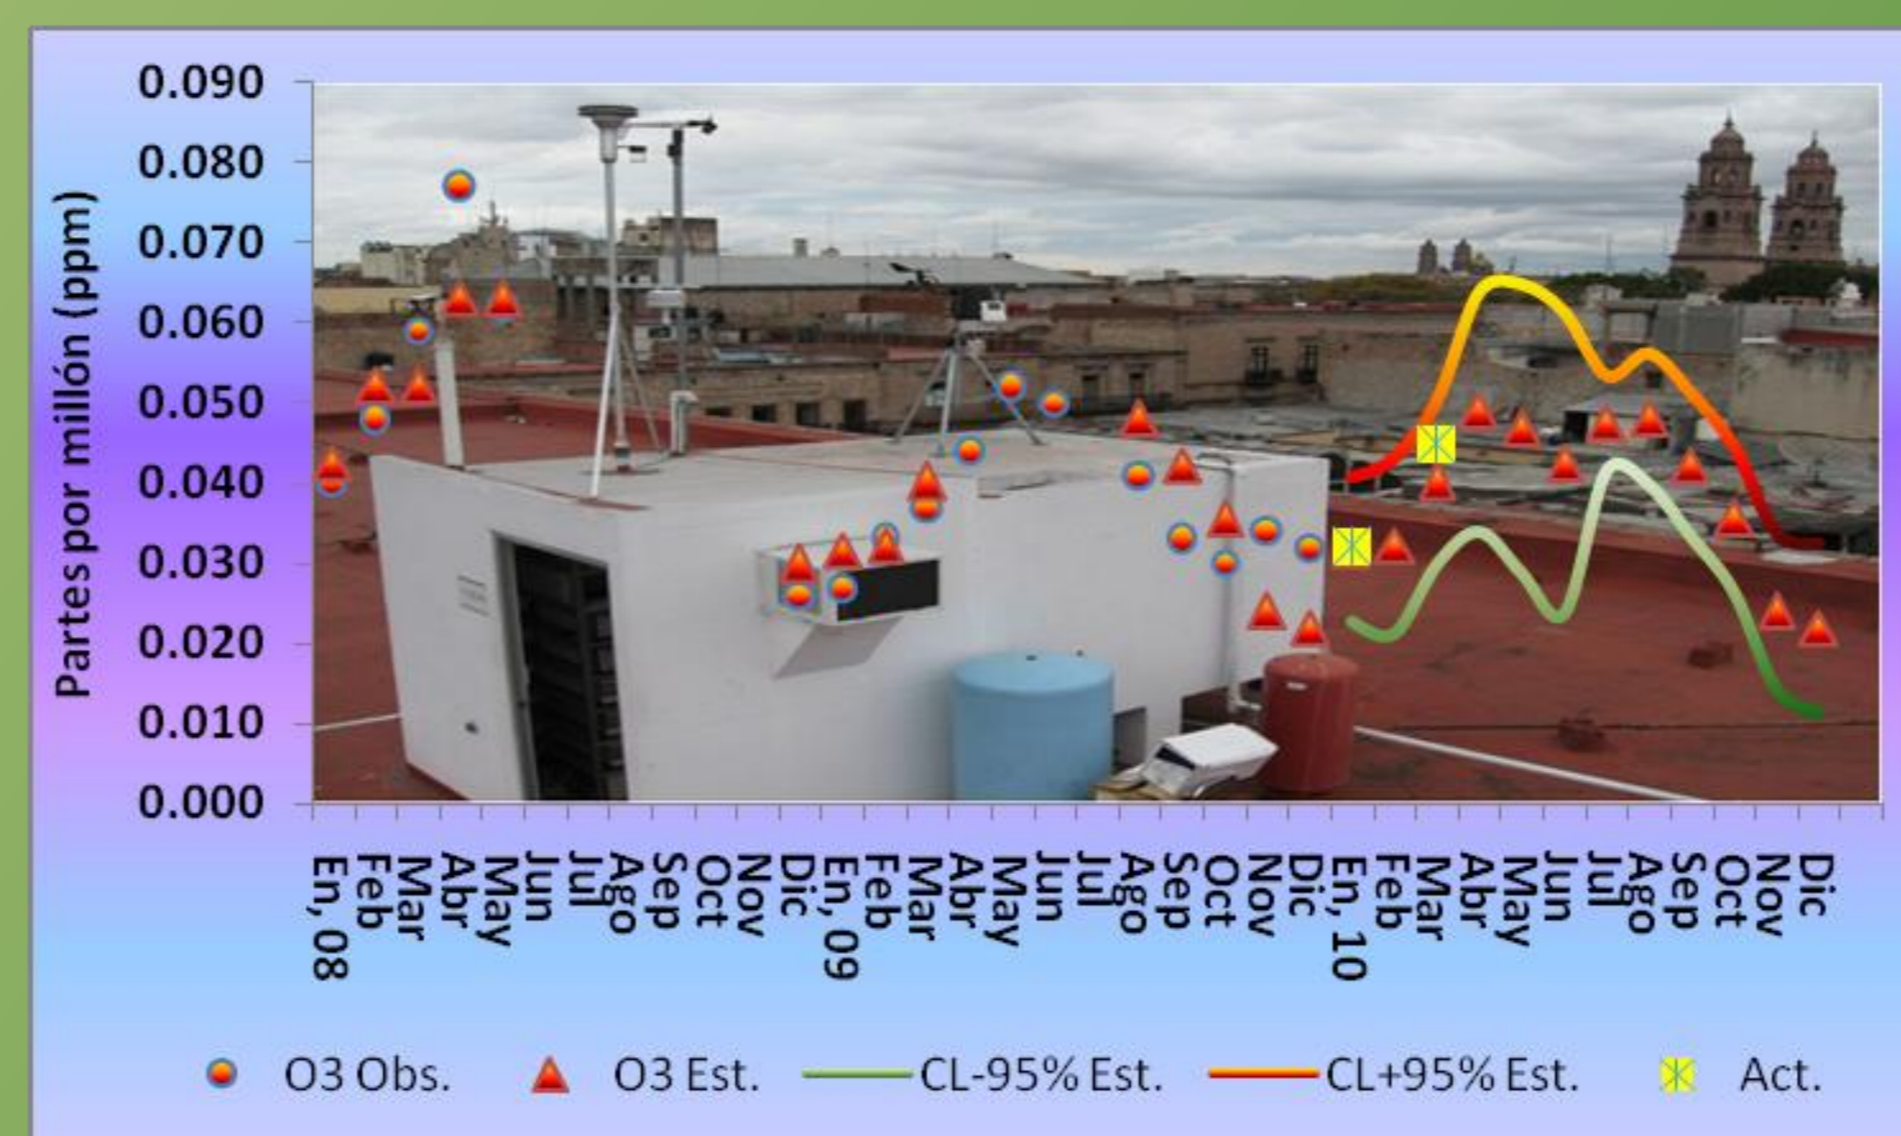 Partes por millón (ppm)
0.090
0.080
0.070
0.060
0.050
0.040
0.030
0.020
0.010
0.000
En, 08
Feb
Mar
Abr
May
Jun
Jul
Ago
Sep
Oct
Nov
Dic
En, 09
Feb
Mar
Abr
May
Jun
Jul
Ago
Sep
Oct
Nov
Dic
En, 10
Feb
Mar
Abr
May
Jun
Jul
Ago
Sep
Oct
Nov
Dic
O3 Obs. O3 Est. CL-95% Est. CL+95% Est. Act.